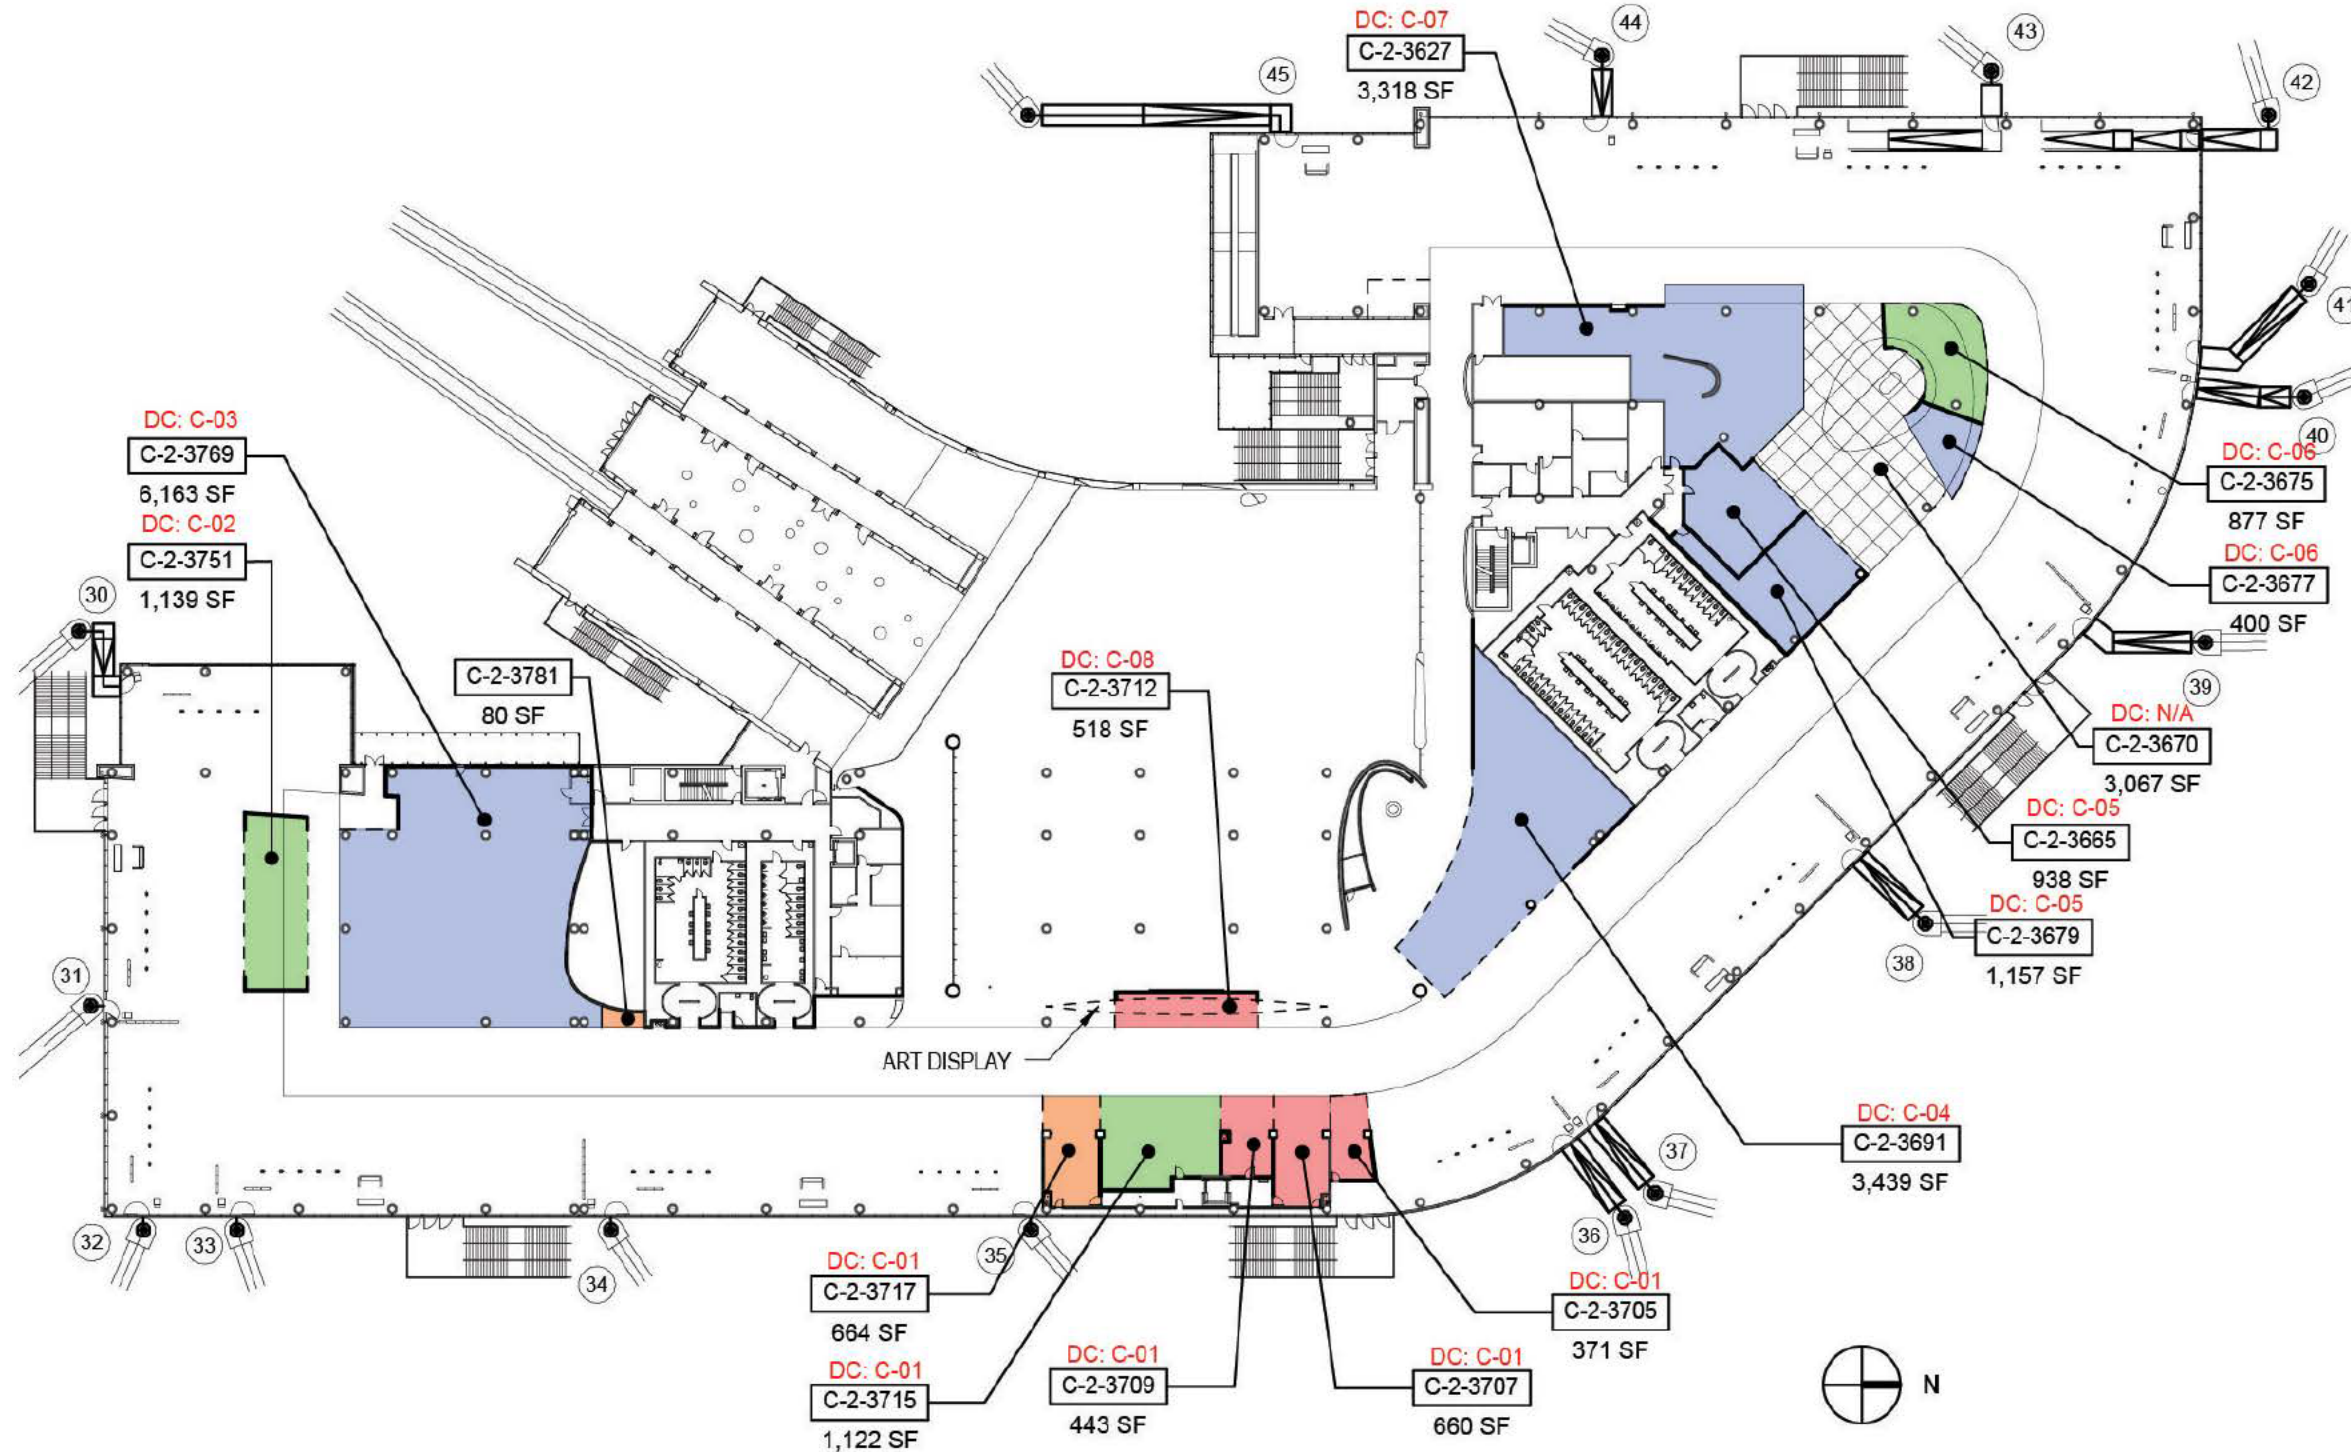 DC: C-07
C-2-3627
3,318 SF
44
43
42
45
41
40
DC: C-03
C-2-3769
6,163 SF
DC: C-02
C-2-3751
1,139 SF
30
C-2-3781
80 SF
DC: C-08
C-2-3712
518 SF
DC: C-06
C-2-3675
877 SF
DC: C-06
C-2-3677
400 SF
39
DC: N/A
C-2-3670
3,067 SF
DC: C-05
C-2-3665
938 SF
DC: C-05
C-2-3679
1,157 SF
38
31
ART DISPLAY
DC: C-04
C-2-3691
3,439 SF
37
36
32
33
34
35
DC: C-01
C-2-3717
664 SF
DC: C-01
C-2-3715
1,122 SF
DC: C-01
C-2-3709
443 SF
DC: C-01
C-2-3707
660 SF
DC: C-01
C-2-3705
371 SF
N